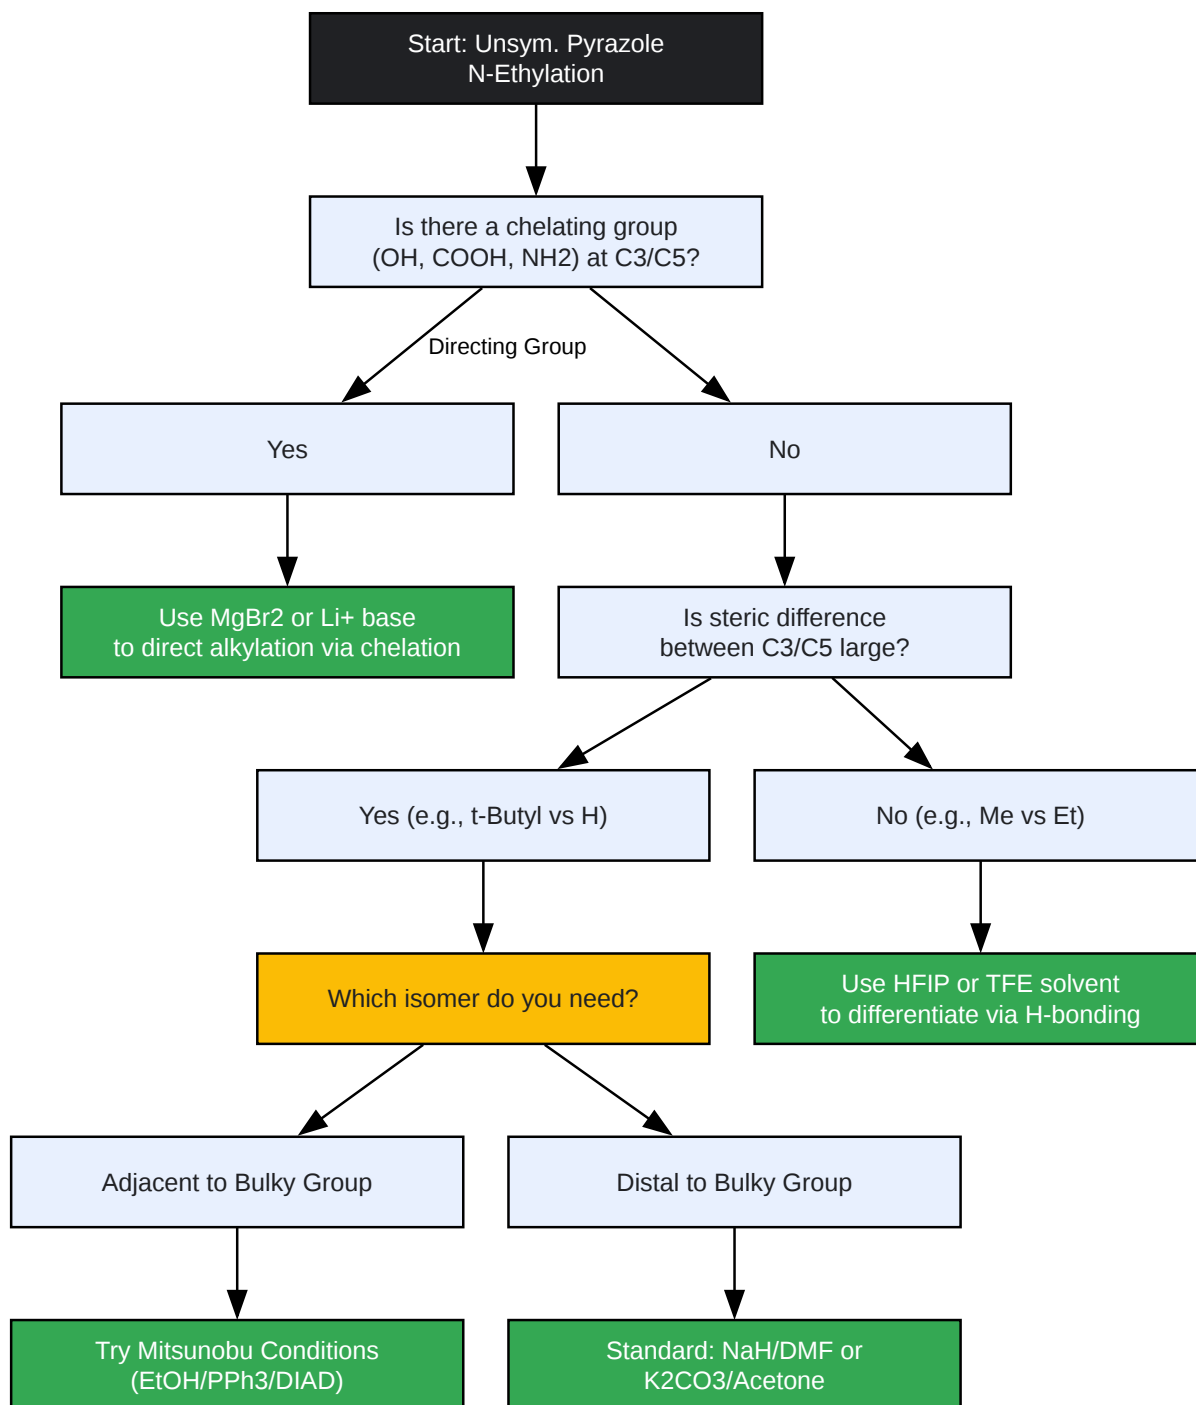 Start: Unsym. Pyrazole
N-Ethylation
Is there a chelating group
(OH, COOH, NH2) at C3/C5?
Directing Group
Yes
No
Use MgBr2 or Li+ base
to direct alkylation via chelation
Is steric difference
between C3/C5 large?
Yes (e.g., t-Butyl vs H)
No (e.g., Me vs Et)
Which isomer do you need?
Use HFIP or TFE solvent
to differentiate via H-bonding
Adjacent to Bulky Group
Distal to Bulky Group
Try Mitsunobu Conditions
(EtOH/PPh3/DIAD)
Standard: NaH/DMF or
K2CO3/Acetone